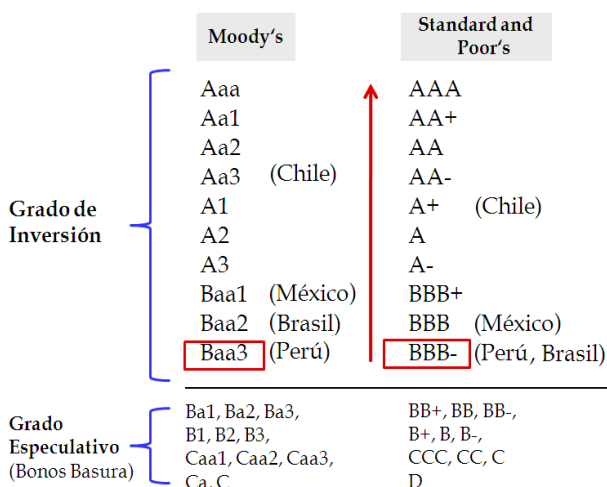 Moody's
Standard and
Poor's
Grado de
Inversión
Aaa
AAA
Aa1
AA+
Aa2
AA
Aa3 (Chile)
AA-
A1
A+ (Chile)
A2
A
A3
A-
Baa1 (México)
BBB+
Baa2 (Brasil)
BBB (México)
Baa3 (Perú)
BBB- (Perú, Brasil)
Grado
Especulativo
(Bonos Basura)
Ba1, Ba2, Ba3,
B1, B2, B3,
Caa1, Caa2, Caa3,
Ca, C
BB+, BB, BB-,
B+, B, B-,
CCC, CC, C
D